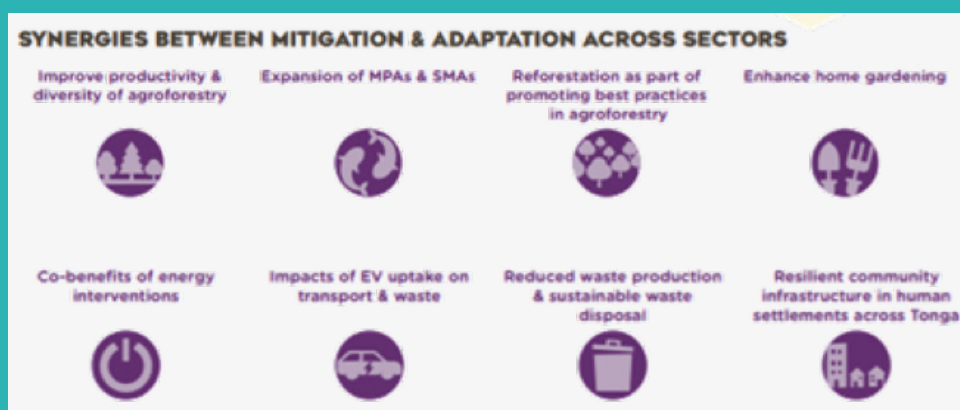 SYNERGIES BETWEEN MITIGATION & ADAPTATION ACROSS SECTORS
Improve productivity &
diversity of agroforestry
Expansion of MPAs & SMAs
Reforestation as part of
promoting best practices
in agroforestry
Enhance home gardening
Co-benefits of energy
interventions
Impacts of EV uptake on
transport & waste
Reduced waste production
& sustainable waste
disposal
Resilient community
infrastructure in human
settlements across Tonga